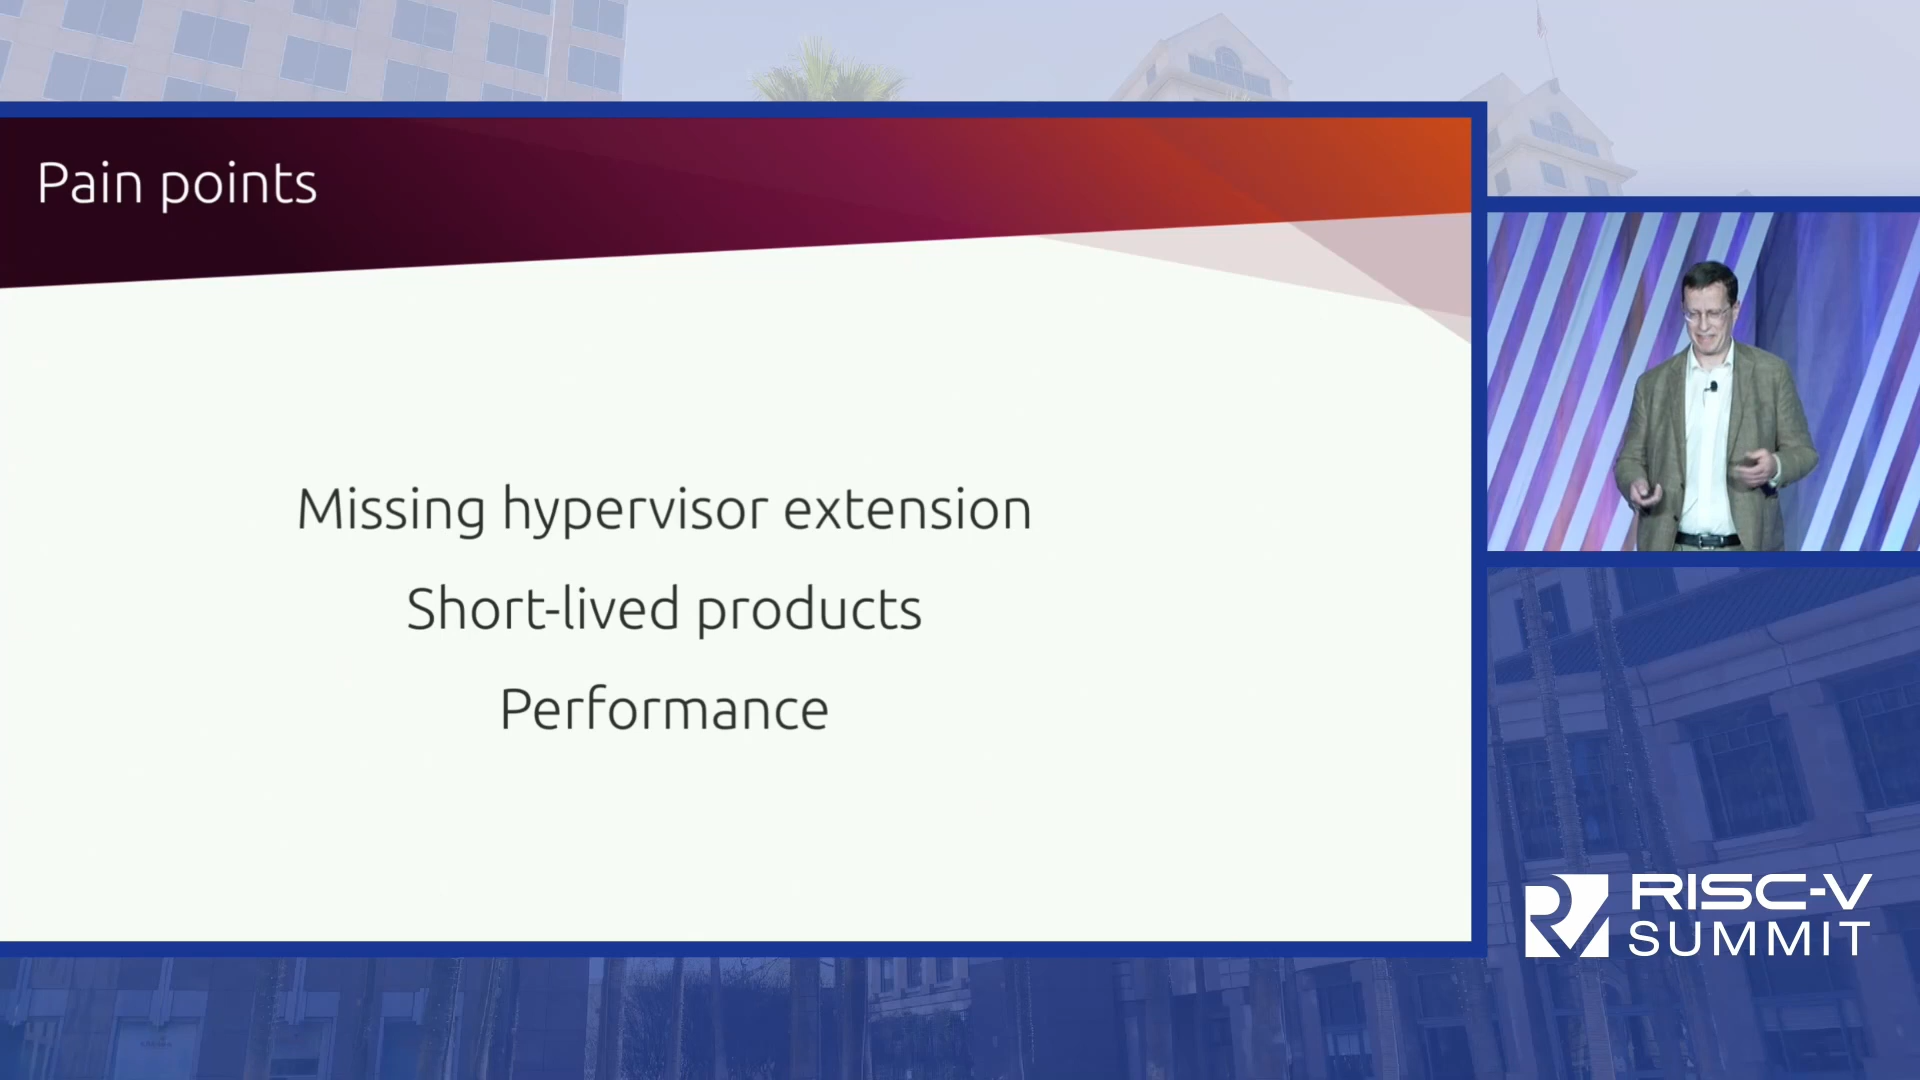 Pain points
Missing hypervisor extension
Short-lived products
Performance
RISC-V
SUMMIT